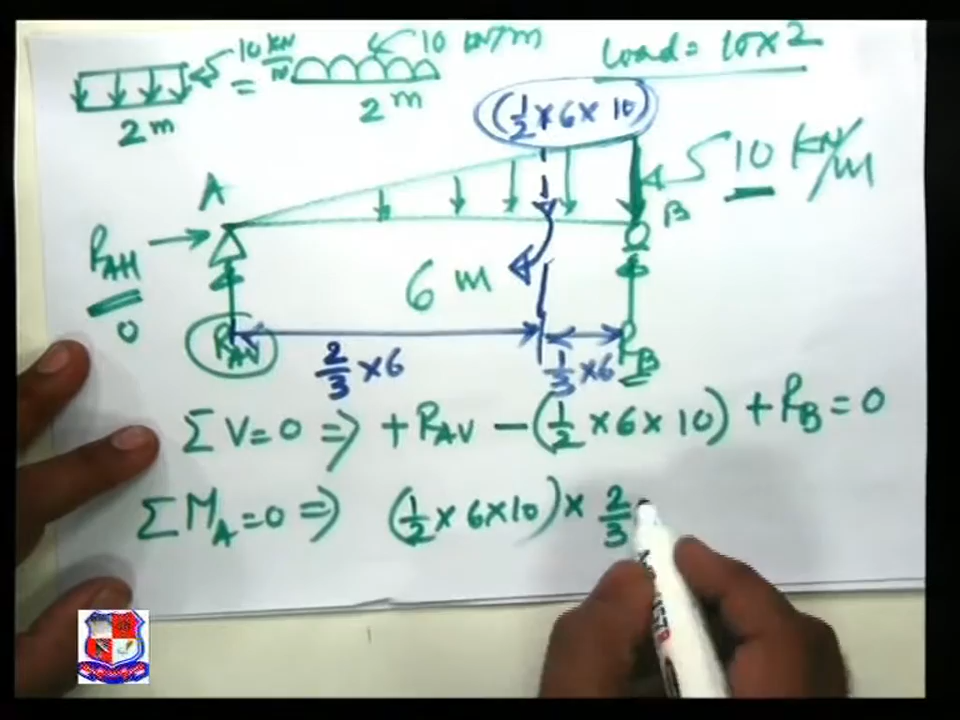 10 KN/N = 10 KN/m Load = 10 x 2
2 m 2 m
(1/2 x 6 x 10)
10 KN/m
A
B
RAH
0
6 m
RAV
RB
2/3 x 6 1/3 x 6
ΣV=0 => +RAV - (1/2 x 6 x 10) + RB = 0
ΣMA=0 => (1/2 x 6 x 10) x 2/3